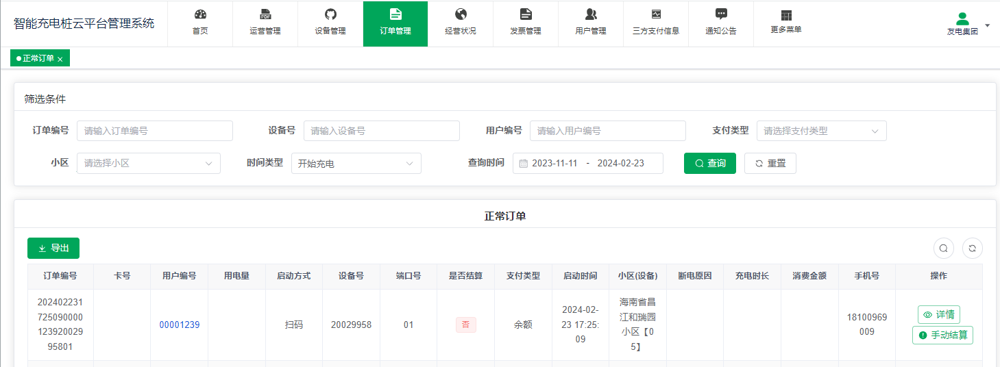 智能充电桩云平台管理系统
首页
运营管理
设备管理
订单管理
经营状况
发票管理
用户管理
三方支付信息
通知公告
更多菜单
友电集团
正常订单 ×
筛选条件
订单编号 请输入订单编号 设备号 请输入设备号 用户编号 请输入用户编号 支付类型 请选择支付类型
小区 请选择小区 时间类型 开始充电 查询时间 2023-11-11 - 2024-02-23 查询 重置
正常订单
导出
订单编号 卡号 用户编号 用电量 启动方式 设备号 端口号 是否结算 支付类型 启动时间 小区(设备) 断电原因 充电时长 消费金额 手机号 操作
202402231
725090000
123920029
95801
00001239
扫码
20029958
01
否
余额
2024-02-
23 17:25:
09
海南省昌
江和瑞园
小区【0
5】
18100969
009
详情
手动结算